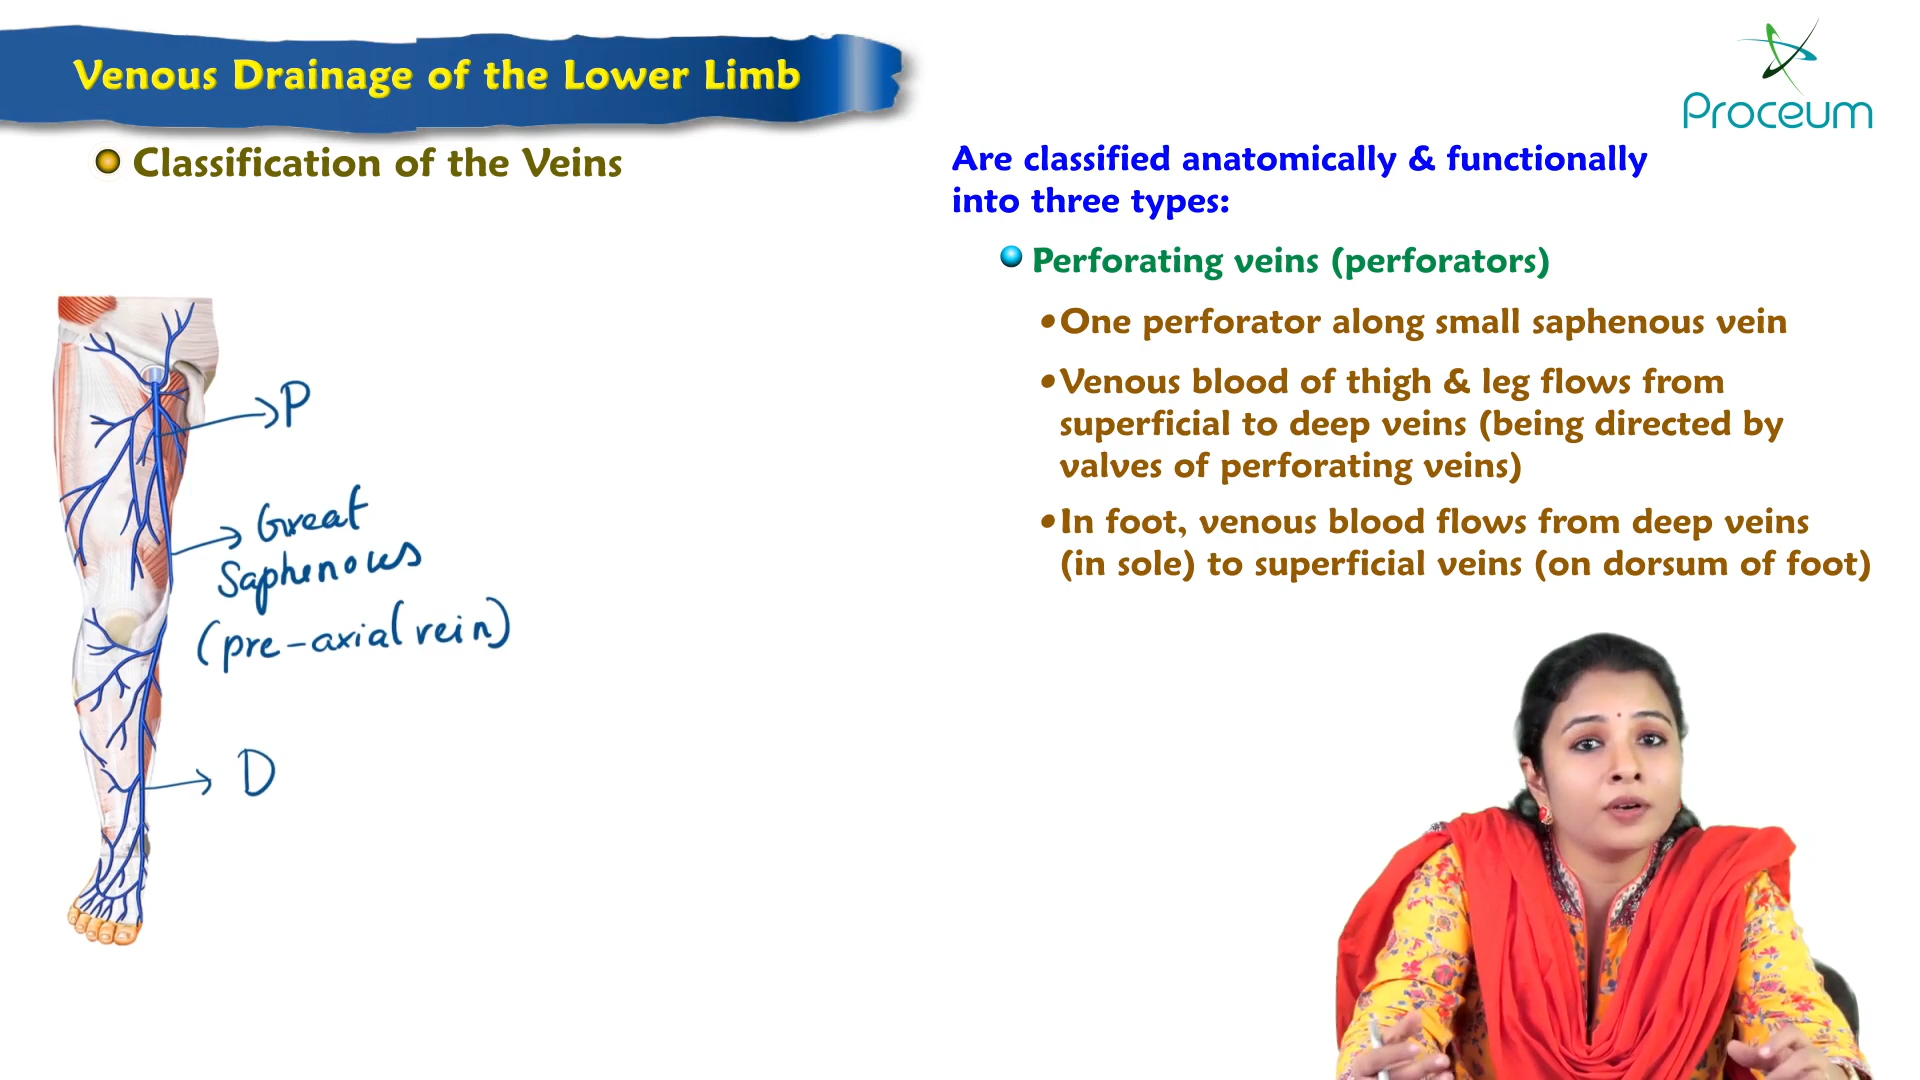 Venous Drainage of the Lower Limb
Proceum
Classification of the Veins
P
Great
Saphenous
(pre-axial vein)
D
Are classified anatomically & functionally
into three types:
Perforating veins (perforators)
•One perforator along small saphenous vein
•Venous blood of thigh & leg flows from
superficial to deep veins (being directed by
valves of perforating veins)
•In foot, venous blood flows from deep veins
(in sole) to superficial veins (on dorsum of foot)